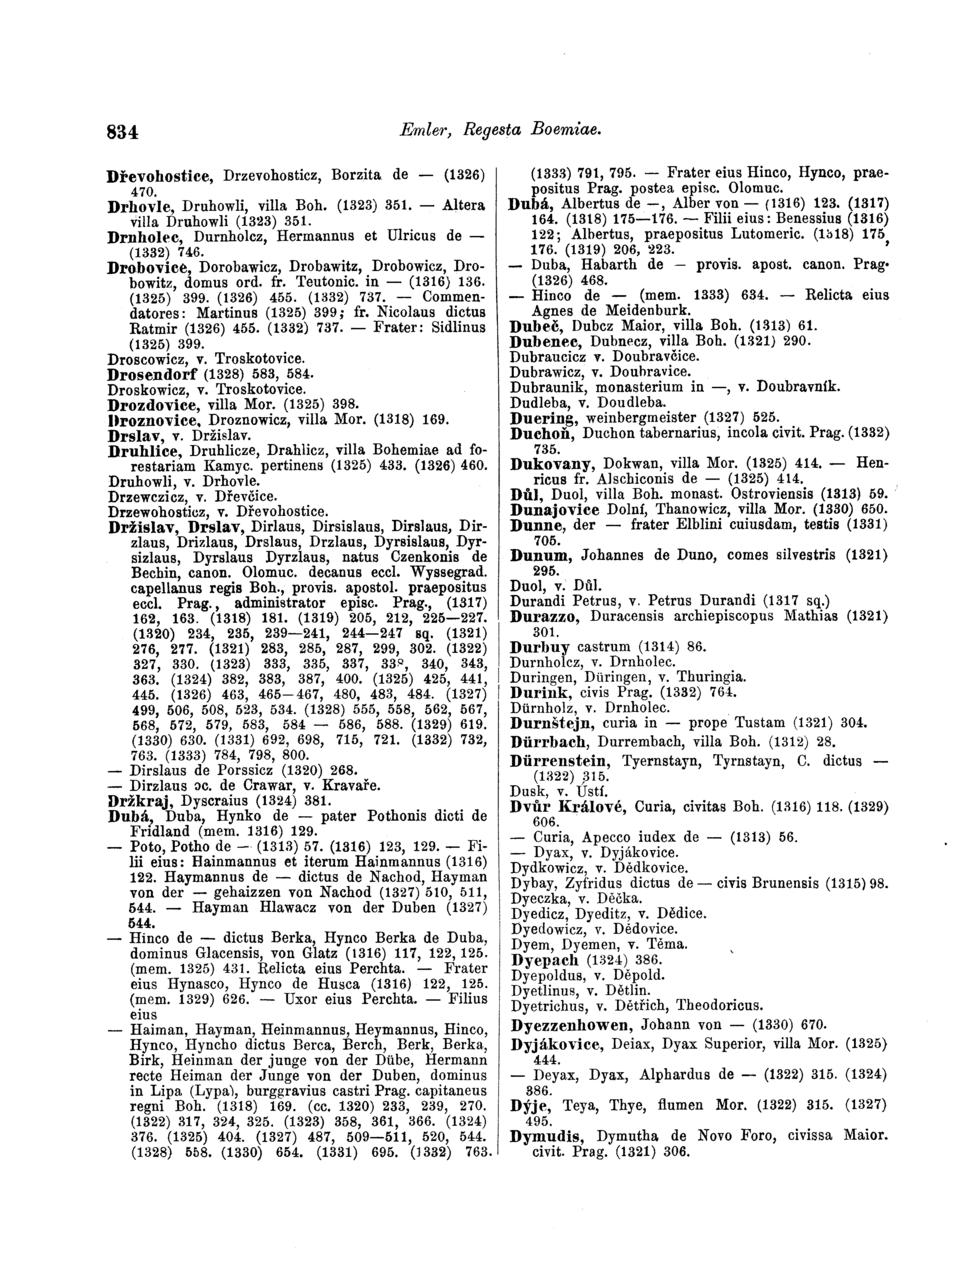 834
Emler, Regesta Boemiae.
Dřevohostice, Drzevohosticz, Borzita de — (1326)
470.
Drhovle, Druhowli, villa Boh. (1323) 351. — Altera
villa Druhowli (1323) 351.
Drnholec, Durnholcz, Hermannus et Ulricus de —
(1332) 746.
Drobovice, Dorobawicz, Drobawitz, Drobowicz, Dro-
bowitz, domus ord. fr. Teutonic. in — (1316) 136.
(1325) 399. (1326) 455. (1332) 737. — Commen-
datores: Martinus (1325) 399; fr. Nicolaus dictus
Ratmir (1326) 455. (1332) 737. — Frater: Sidlinus
(1325) 399.
Droscowicz, v. Troskotovice.
Drosendorf (1328) 583, 584.
Droskowicz, v. Troskotovice.
Drozdovice, villa Mor. (1325) 398.
Droznovice, Droznowicz, villa Mor. (1318) 169.
Drslav, v. Držislav.
Druhlice, Druhlicze, Drahlicz, villa Bohemiae ad fo-
restariam Kamyc. pertinens (1325) 433. (1326) 460.
Druhowli, v. Drhovle.
Drzewczicz, v. Dřevčice.
Drzewohosticz, v. Dřevohostice.
Držislav, Drslav, Dirlaus, Dirsislaus, Dirslaus, Dir-
zlaus, Drizlaus, Drslaus, Drzlaus, Dyrsislaus, Dyr-
sizlaus, Dyrslaus Dyrzlaus, natus Czenkonis de
Bechin, canon. Olomuc. decanus eccl. Wyssegrad.
capellanus regis Boh., provis. apostol. praepositus
eccl. Prag., administrator episc. Prag., (1317)
162, 163. (1318) 181. (1319) 205, 212, 225—227.
(1320) 234, 235, 239—241, 244—247 sq. (1321)
276, 277. (1321) 283, 285, 287, 299, 302. (1322)
327, 330. (1323) 333, 335, 337, 340, 343,
363. (1324) 382, 383, 387, 400. (1325) 425, 441,
445. (1326) 463, 465—467, 480, 483, 484. (1327)
499, 506, 508, 523, 534. (1328) 555, 558, 562, 567,
568, 572, 579, 583, 584 — 586, 588. (1329) 619.
(1330) 630. (1331) 692, 698, 715, 721. (1332) 732,
763. (1333) 784, 798, 800.
— Dirslaus de Porssicz (1320) 268.
— Dirzlaus de Crawar, v. Kravaře.
Držkraj, Dyscraius (1324) 381.
Dubá, Duba, Hynko de — pater Pothonis dicti de
Fridland (mem. 1316) 129.
— Poto, Potho de — (1313) 57. (1316) 123, 129. — Fi-
lii eius: Hainmannus et iterum Hainmannus (1316)
122. Haymannus de — dictus de Nachod, Hayman
von der — gehaizzen von Nachod (1327) 510, 511,
544. — Hayman Hlawacz von der Duben (1327)
544.
— Hinco de — dictus Berka, Hynco Berka de Duba,
dominus Glacensis, von Glatz (1316) 117, 122, 125.
(mem. 1325) 431. Relicta eius Perchta. — Frater
eius Hynasco, Hynco de Husca (1316) 122, 125.
(mem. 1329) 626. — Uxor eius Perchta. — Filius
eius
— Haiman, Hayman, Heinmannus, Heymannus, Hinco,
Hynco, Hyncho dictus Berca, Berch, Berk, Berka,
Birk, Heinman der junge von der Dübe, Hermann
recte Heiman der Junge von der Duben, dominus
in Lipa (Lypa), burggravius castri Prag. capitaneus
regni Boh. (1318) 169. (cc. 1320) 233, 239, 270.
(1322) 317, 324, 325. (1323) 358, 361, 366. (1324)
376. (1325) 404. (1327) 487, 509—511, 520, 544.
(1328) 558. (1330) 654. (1331) 695. (1332) 763.
(1333) 791, 795. — Frater eius Hinco, Hynco, prae-
positus Prag. postea episc. Olomuc.
Dubá, Albertus de —, Alber von — (1316) 123. (1317)
164. (1318) 175—176. — Filii eius: Benessius (1316)
122; Albertus, praepositus Lutomeric. (1318) 175,
176. (1319) 206, 223.
— Duba, Habarth de — provis. apost. canon. Prag.
(1326) 468.
— Hinco de — (mem. 1333) 634. — Relicta eius
Agnes de Meidenburk.
Dubeč, Dubcz Maior, villa Boh. (1313) 61.
Dubenec, Dubnecz, villa Boh. (1321) 290.
Dubraucicz v. Doubravčice.
Dubrawicz, v. Doubravice.
Dubraunik, monasterium in —, v. Doubravník.
Dudleba, v. Doudleba.
Duering, weinbergmeister (1327) 525.
Duchoň, Duchon tabernarius, incola civit. Prag. (1332)
735.
Dukovany, Dokwan, villa Mor. (1325) 414. — Hen-
ricus fr. Alschiconis de — (1325) 414.
Důl, Duol, villa Boh. monast. Ostroviensis (1313) 59.
Dunajovice Dolní, Thanowicz, villa Mor. (1330) 650.
Dunne, der — frater Elblini cuiusdam, testis (1331)
705.
Dunum, Johannes de Duno, comes silvestris (1321)
295.
Duol, v. Důl.
Durandi Petrus, v. Petrus Durandi (1317 sq.)
Durazzo, Duracensis archiepiscopus Mathias (1321)
301.
Durbuy castrum (1314) 86.
Durnholcz, v. Drnholec.
Duringen, Düringen, v. Thuringia.
Durink, civis Prag. (1332) 764.
Dürnholz, v. Drnholec.
Durnštejn, curia in — prope Tustam (1321) 304.
Dürrbach, Durrembach, villa Boh. (1312) 28.
Dürrenstein, Tyernstayn, Tyrnstayn, C. dictus —
(1322) 315.
Dusk, v. Ústí.
Dvůr Králové, Curia, civitas Boh. (1316) 118. (1329)
606.
— Curia, Apecco iudex de — (1313) 56.
— Dyax, v. Dyjákovice.
Dydkowicz, v. Dědkovice.
Dybay, Zyfridus dictus de — civis Brunensis (1315) 98.
Dyeczka, v. Děčka.
Dyedicz, Dyeditz, v. Dědice.
Dyedowicz, v. Dědovice.
Dyem, Dyemen, v. Těma.
Dyepach (1324) 386.
Dyepoldus, v. Děpold.
Dyetlinus, v. Dětlin.
Dyetrichus, v. Dětřich, Theodoricus.
Dyezzenhowen, Johann von — (1330) 670.
Dyjákovice, Deiax, Dyax Superior, villa Mor. (1325)
444.
— Deyax, Dyax, Alphardus de — (1322) 315. (1324)
386.
Dýje, Teya, Thye, flumen Mor. (1322) 315. (1327)
495.
Dymudis, Dymutha de Novo Foro, civissa Maior.
civit. Prag. (1321) 306.